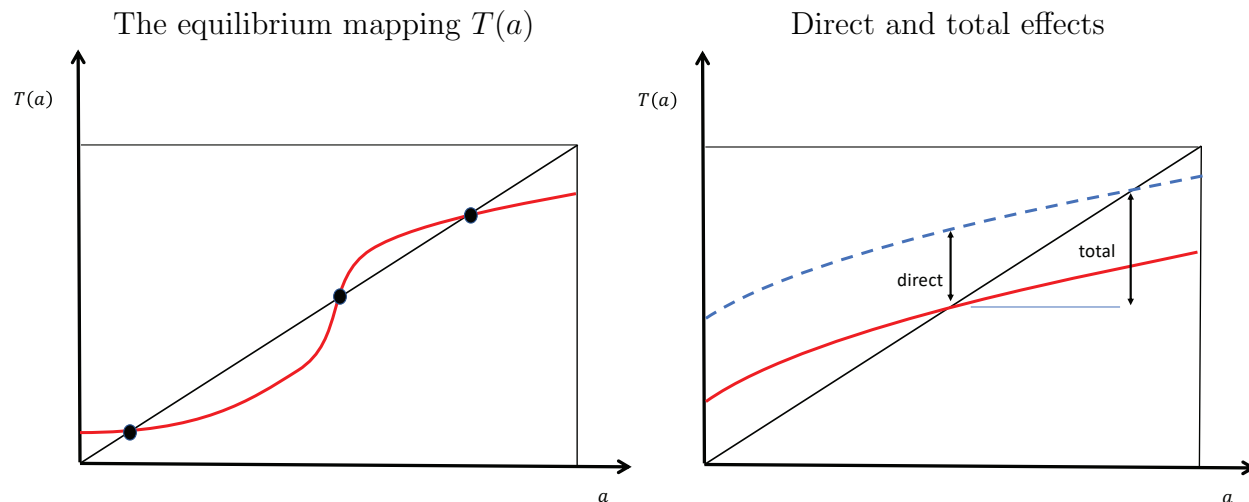 The equilibrium mapping T(a)
T(a)
a
Direct and total effects
T(a)
direct
total
a